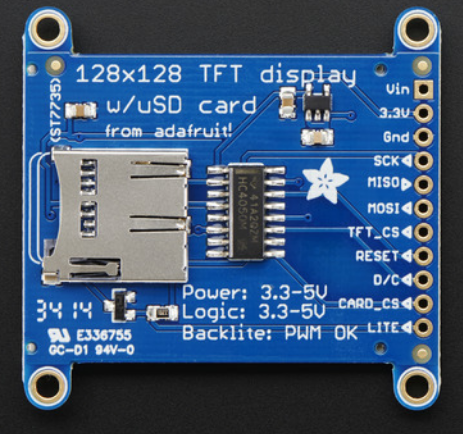 128x128 TFT display
w/uSD card
from adafruit!
(ST7735)
Vin
3.3V
Gnd
SCK
MISO
MOSI
TFT_CS
RESET
D/C
CARD_CS
LITE
41A2Q2M
HC4050M
Power: 3.3-5V
Logic: 3.3-5V
Backlite: PWM OK
3414
E336755
GC-D1 94V-0